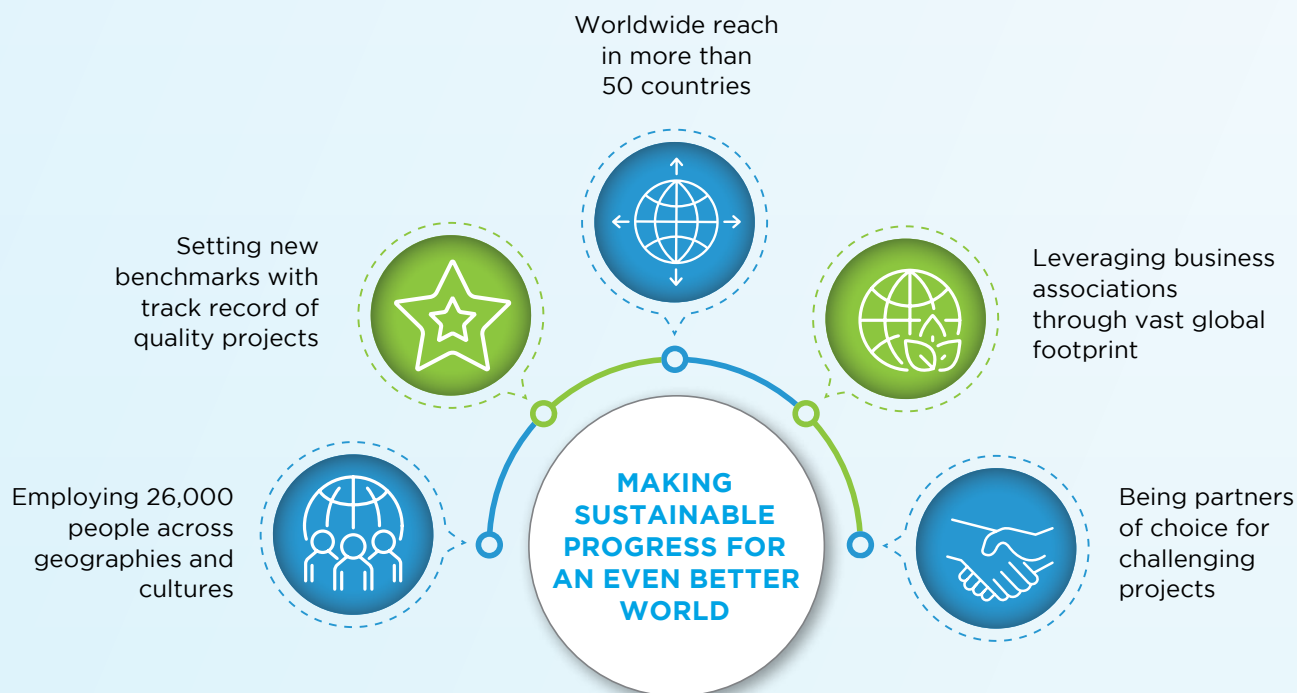 Worldwide reach
in more than
50 countries
Setting new
benchmarks with
track record of
quality projects
Leveraging business
associations
through vast global
footprint
Employing 26,000
people across
geographies and
cultures
MAKING
SUSTAINABLE
PROGRESS FOR
AN EVEN BETTER
WORLD
Being partners
of choice for
challenging
projects